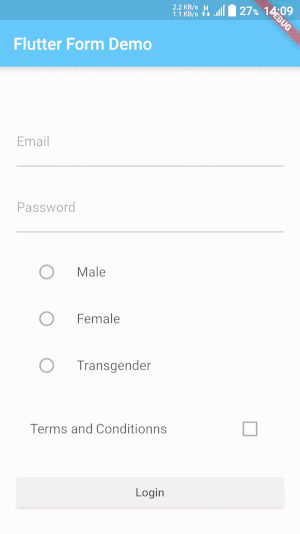 2.2 KB/s
1.1 KB/s
H
27%
14:09
DEBUG
Flutter Form Demo
Email
Password
Male
Female
Transgender
Terms and Conditionns
Login